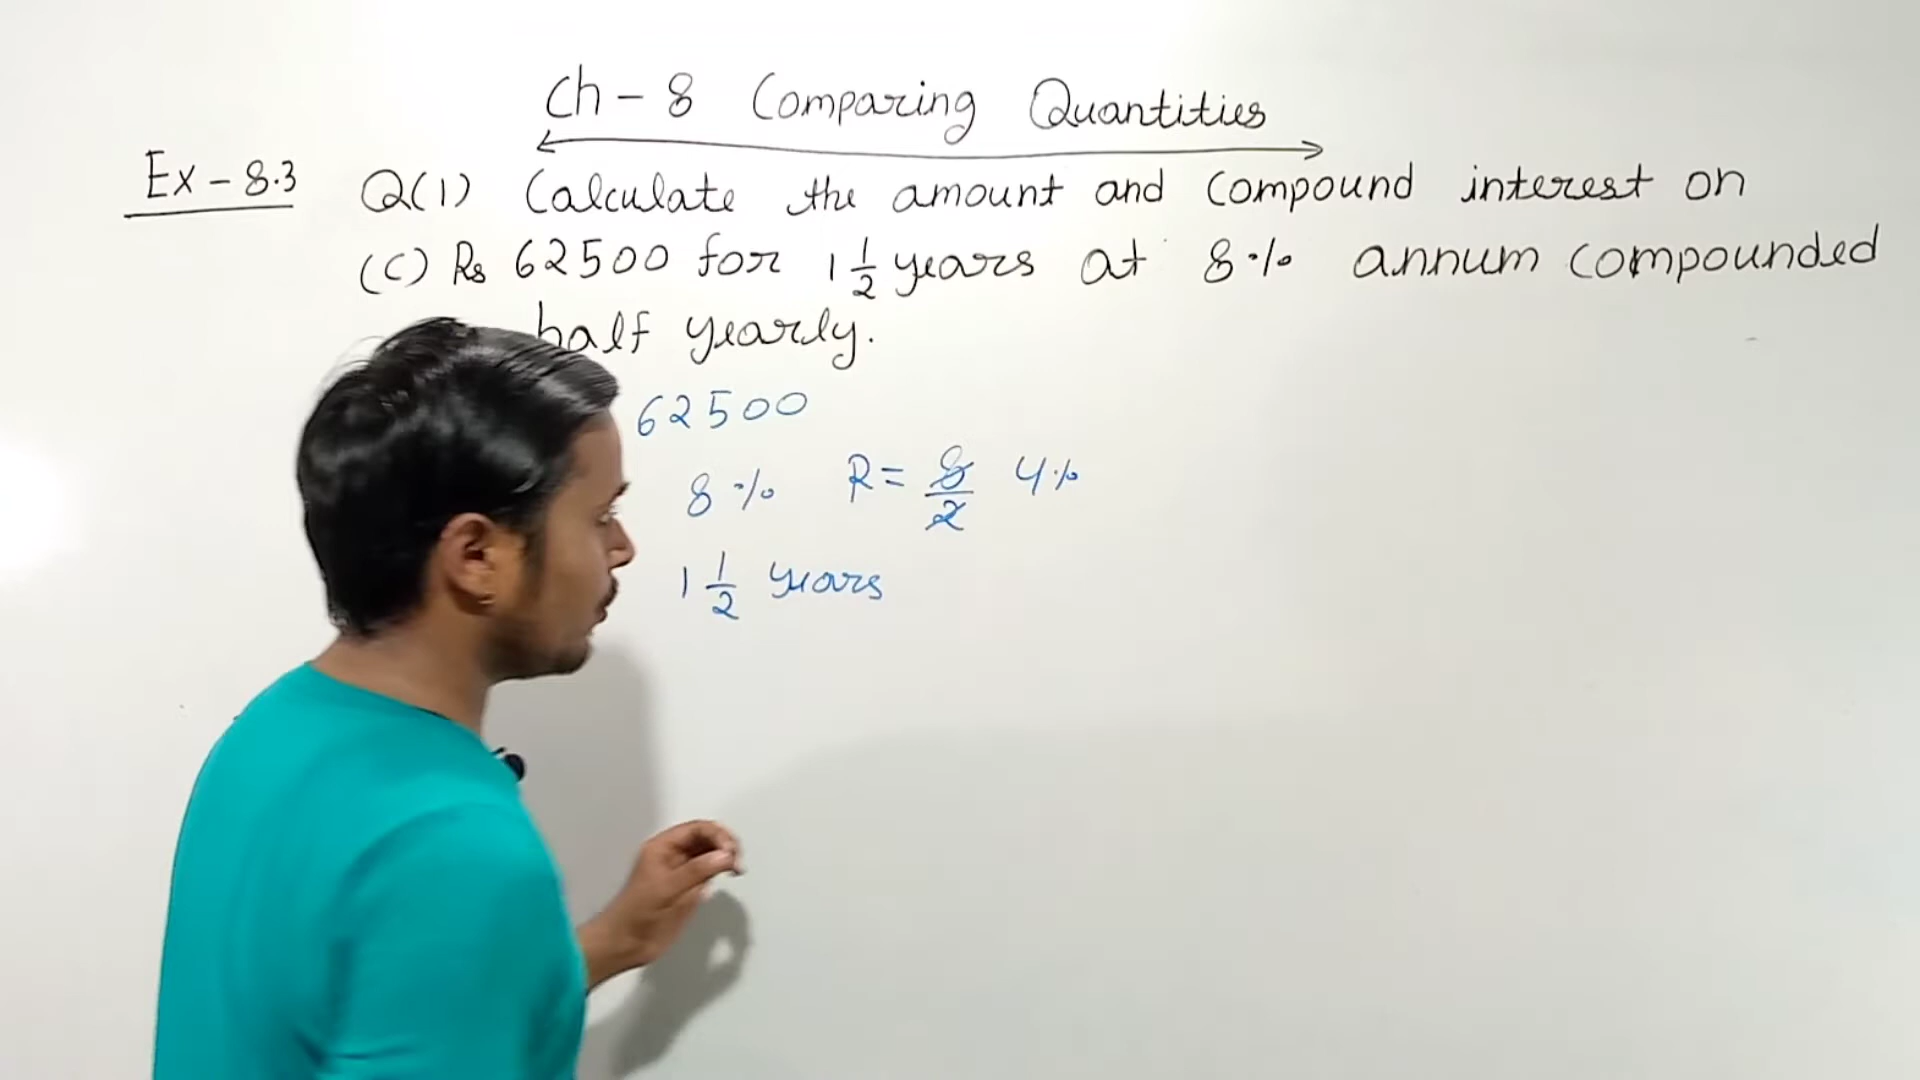 Ch - 8 Comparing Quantities
Ex - 8.3 Q(1) Calculate the amount and Compound interest on
(C) Rs 62500 for 1 1/2 years at 8% annum compounded
half yearly.
62500
8% R = 8/2 4%
1 1/2 years